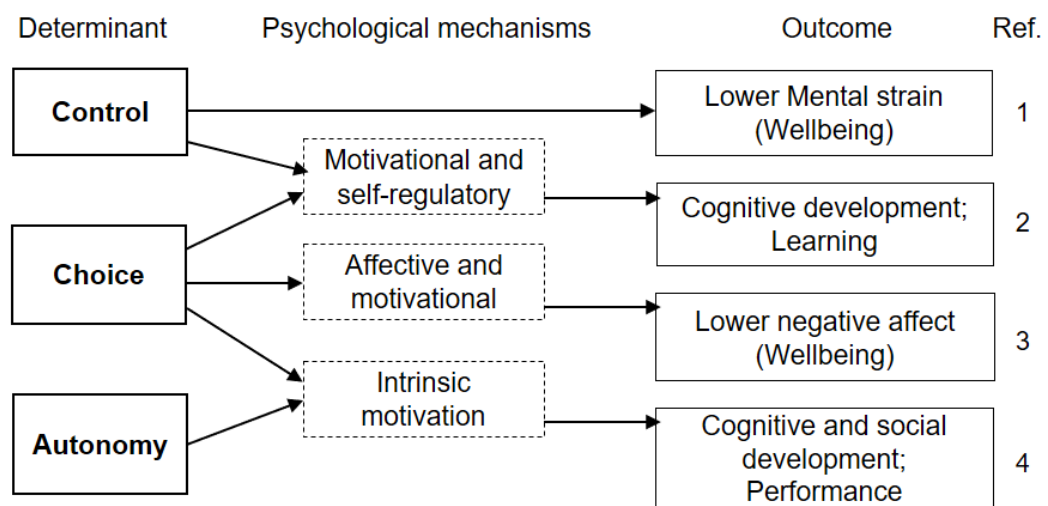 Determinant Psychological mechanisms Outcome Ref.
Control
Lower Mental strain
(Wellbeing)
1
Motivational and
self-regulatory
Cognitive development;
Learning
2
Choice
Affective and
motivational
Lower negative affect
(Wellbeing)
3
Intrinsic
motivation
Autonomy
Cognitive and social
development;
Performance
4